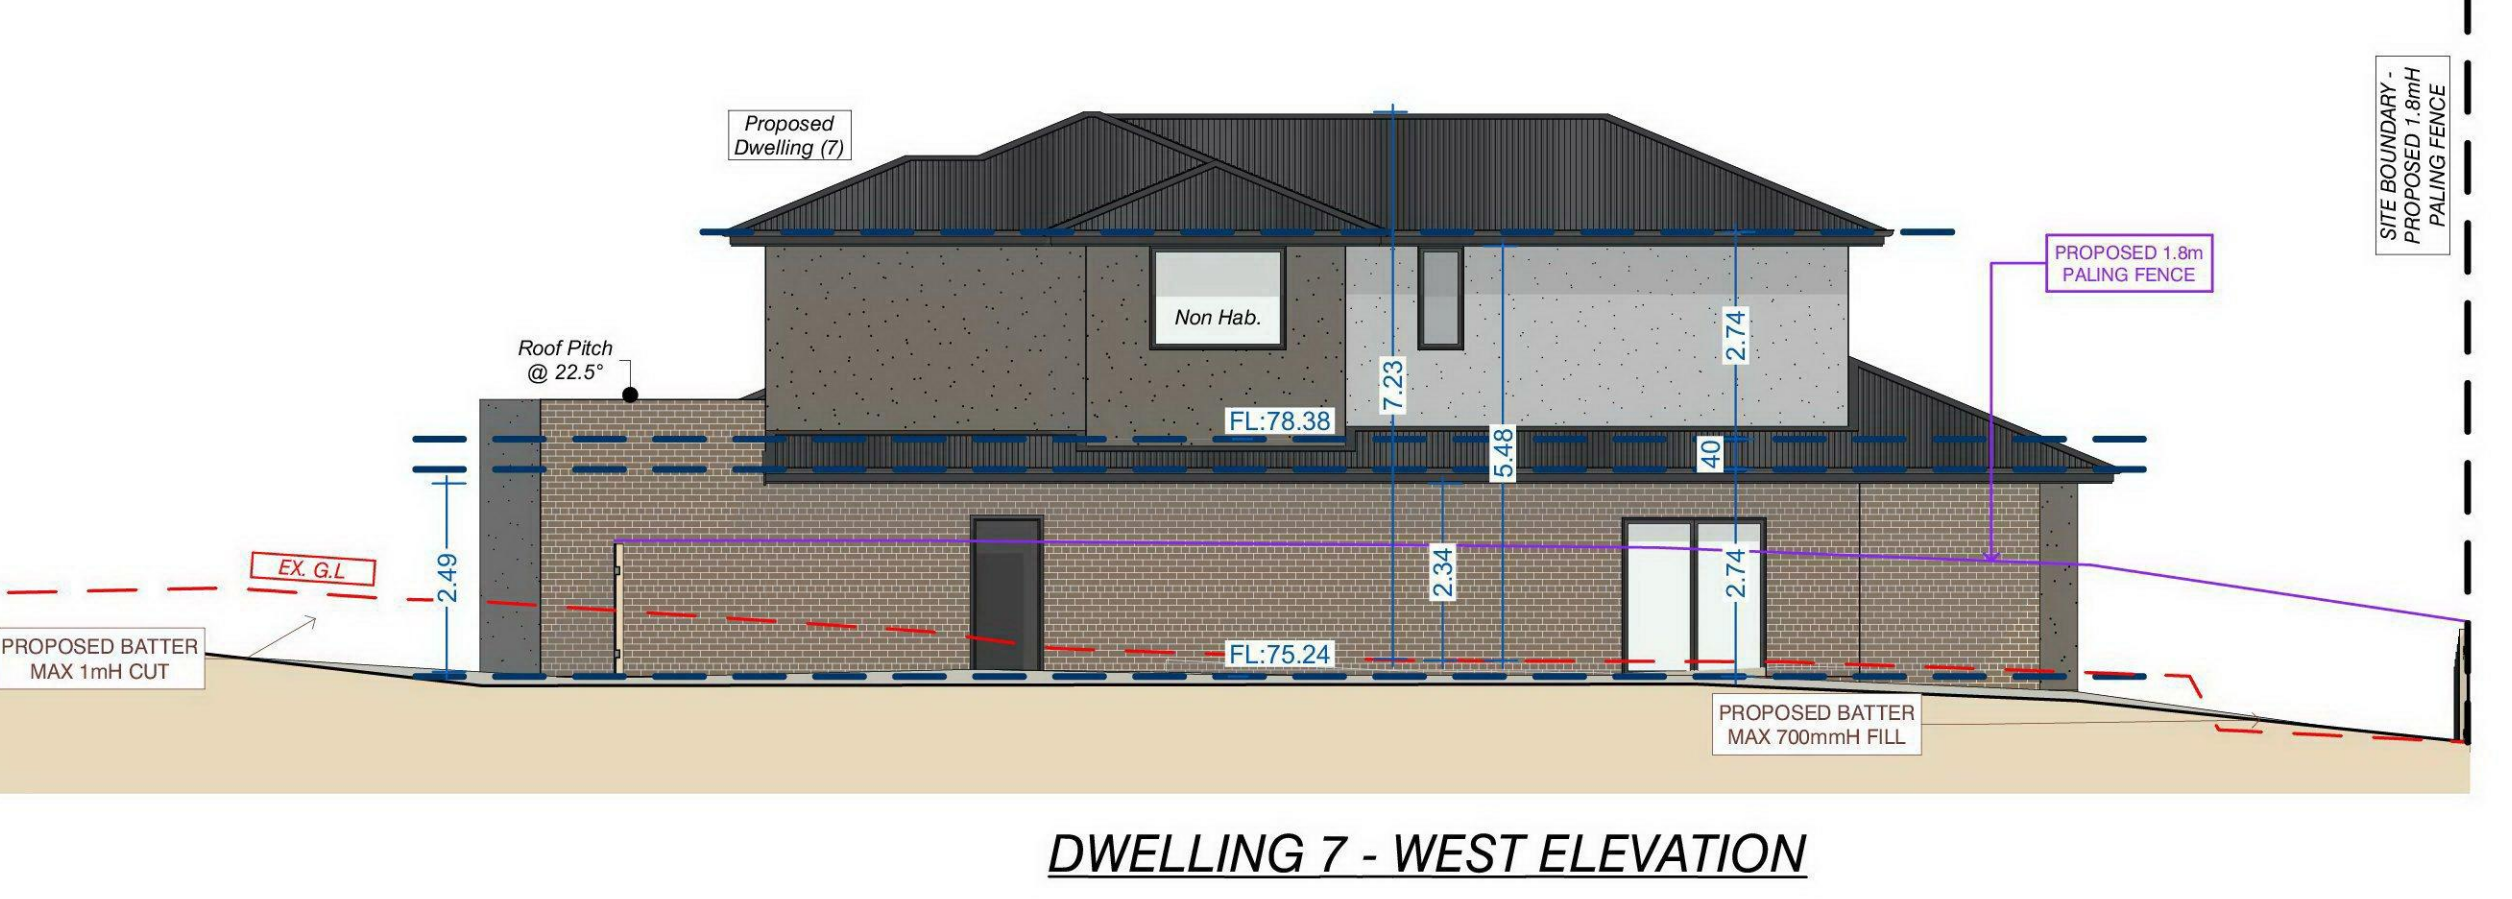 Proposed
Dwelling (7)
SITE BOUNDARY -
PROPOSED 1.8mH
PALING FENCE
PROPOSED 1.8m
PALING FENCE
Non Hab.
Roof Pitch
@ 22.5°
2.74
7.23
FL:78.38
5.48
40
2.49
EX. G.L
2.34
2.74
PROPOSED BATTER
MAX 1mH CUT
FL:75.24
PROPOSED BATTER
MAX 700mmH FILL
DWELLING 7 - WEST ELEVATION